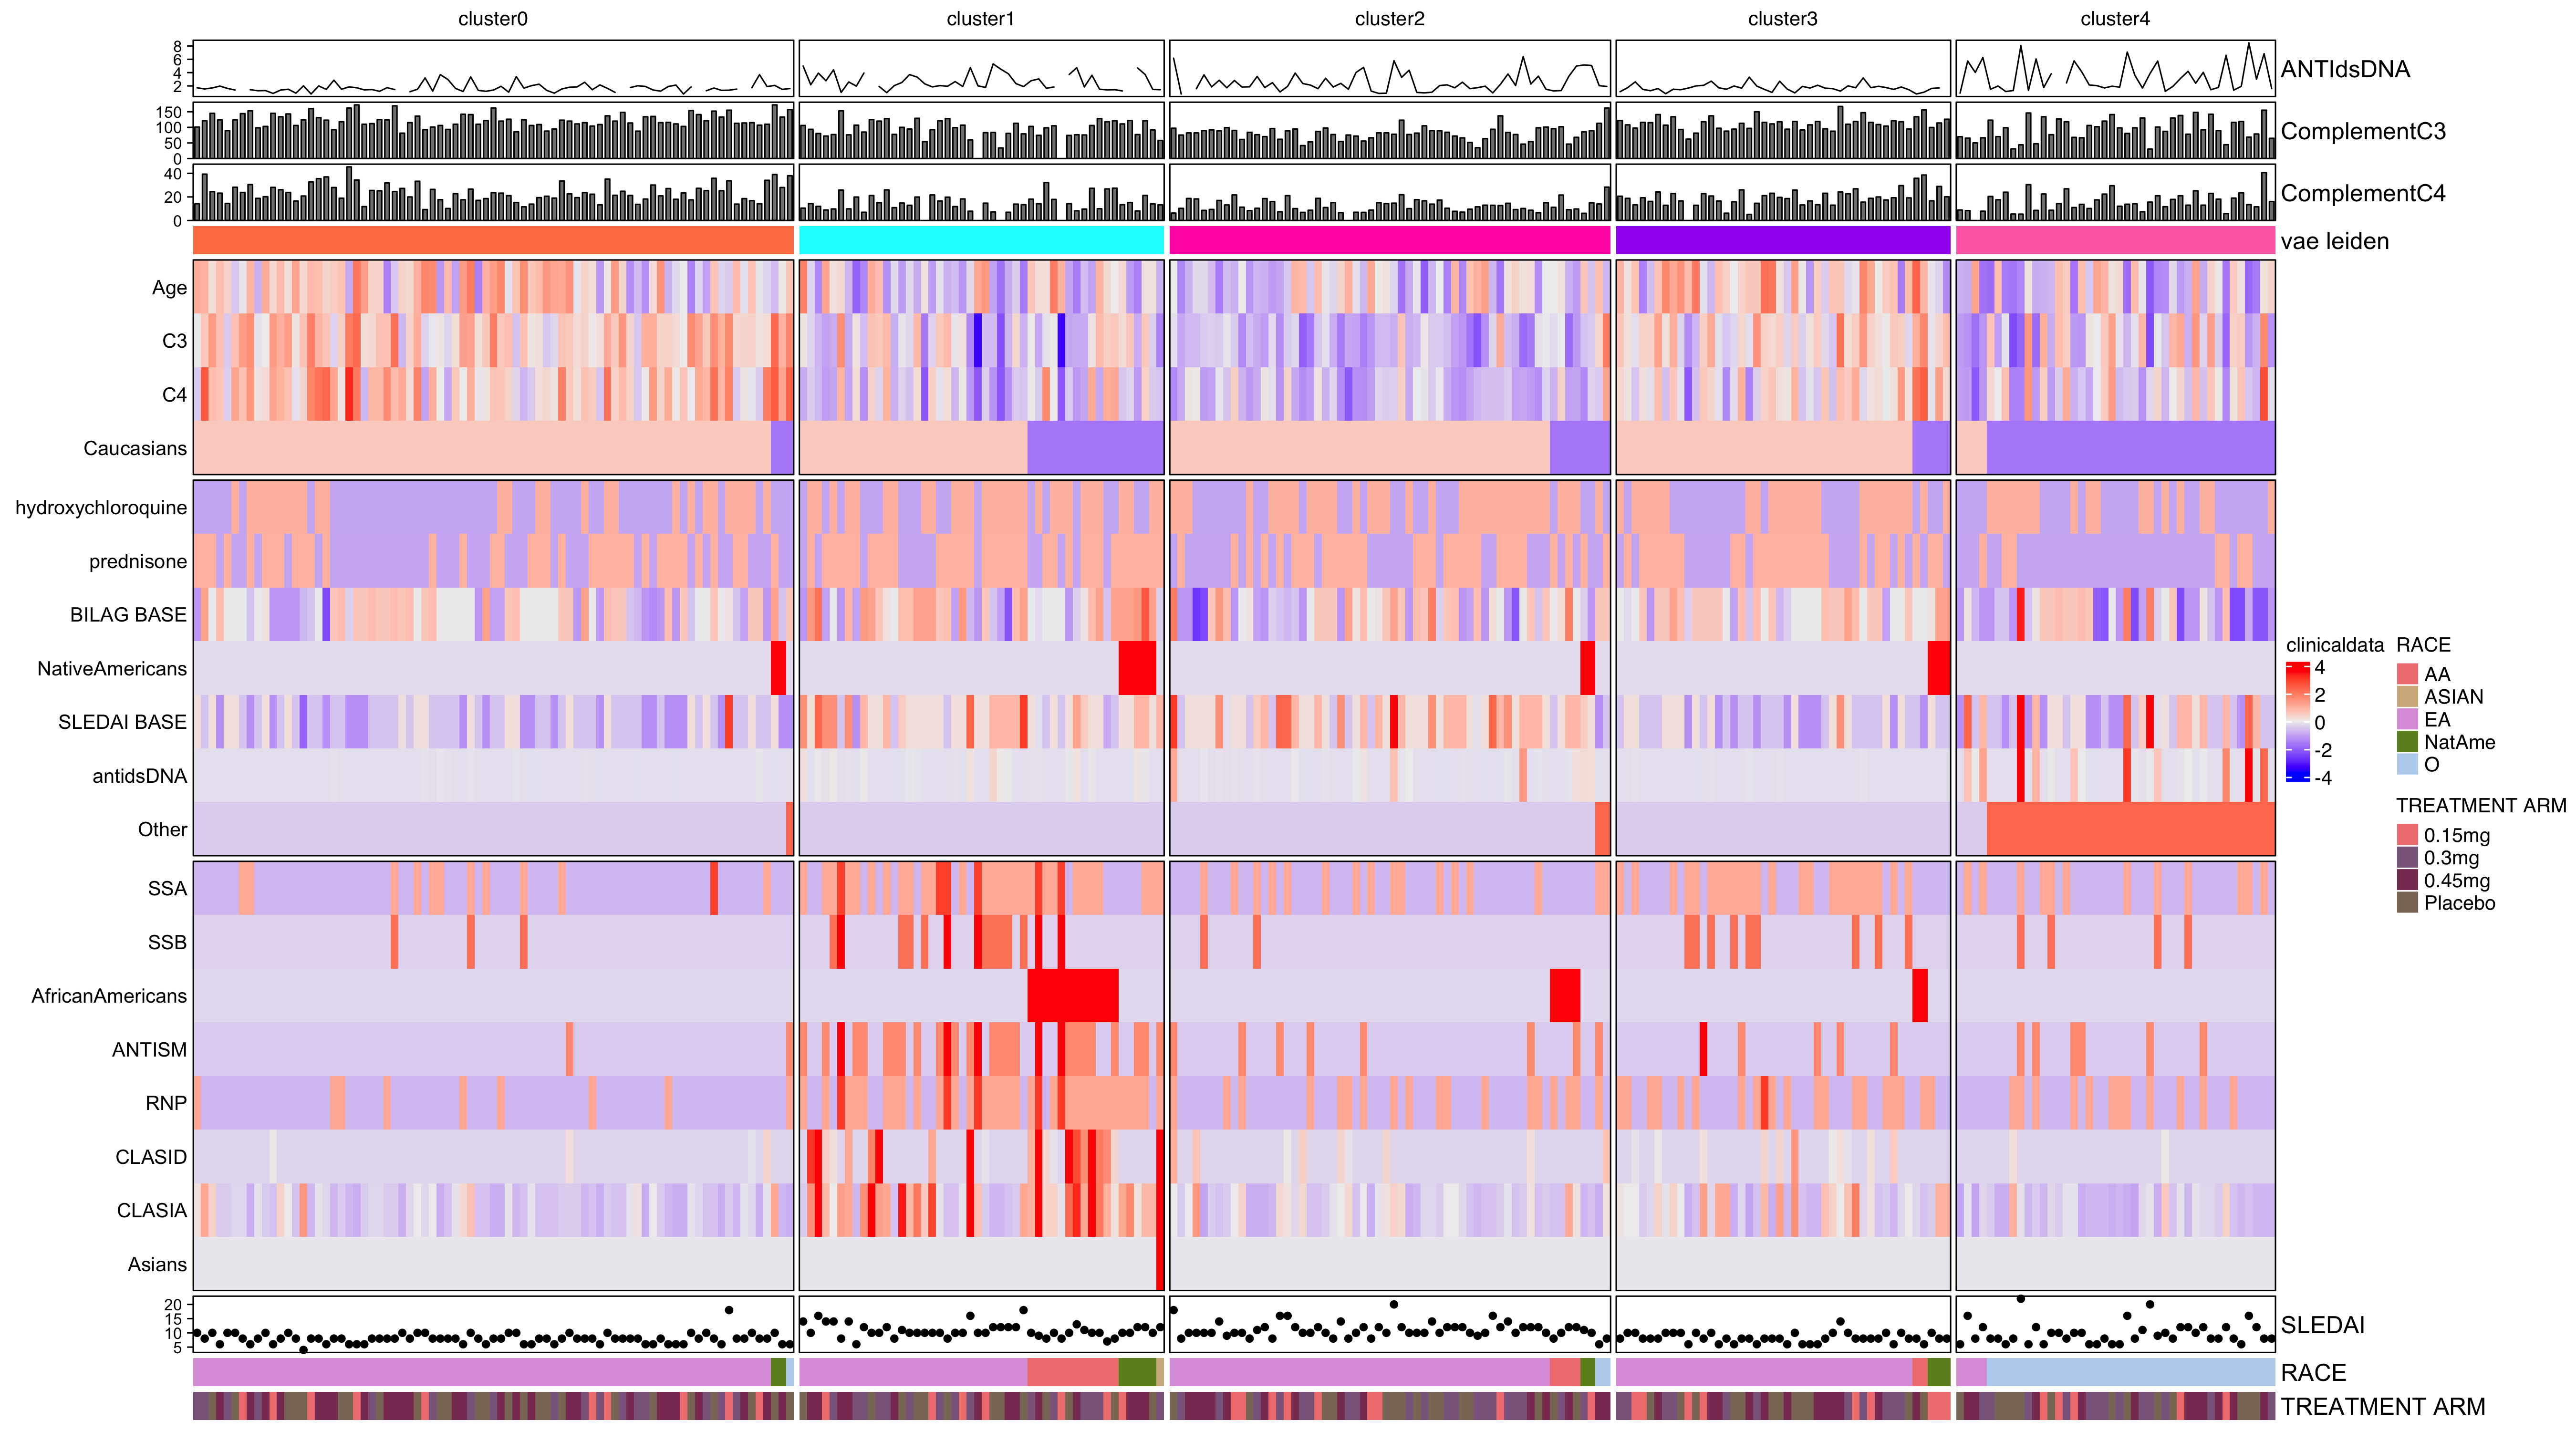 cluster0 cluster1 cluster2 cluster3 cluster4
8
6
4
2
ANTIdsDNA
150
100
50
0
ComplementC3
40
20
0
ComplementC4
vae leiden
Age
C3
C4
Caucasians
hydroxychloroquine
prednisone
BILAG BASE
NativeAmericans
SLEDAI BASE
antidsDNA
Other
SSA
SSB
AfricanAmericans
ANTISM
RNP
CLASID
CLASIA
Asians
20
15
10
5
SLEDAI
RACE
TREATMENT ARM
clinicaldata
4
2
0
-2
-4
RACE
AA
ASIAN
EA
NatAme
O
TREATMENT ARM
0.15mg
0.3mg
0.45mg
Placebo